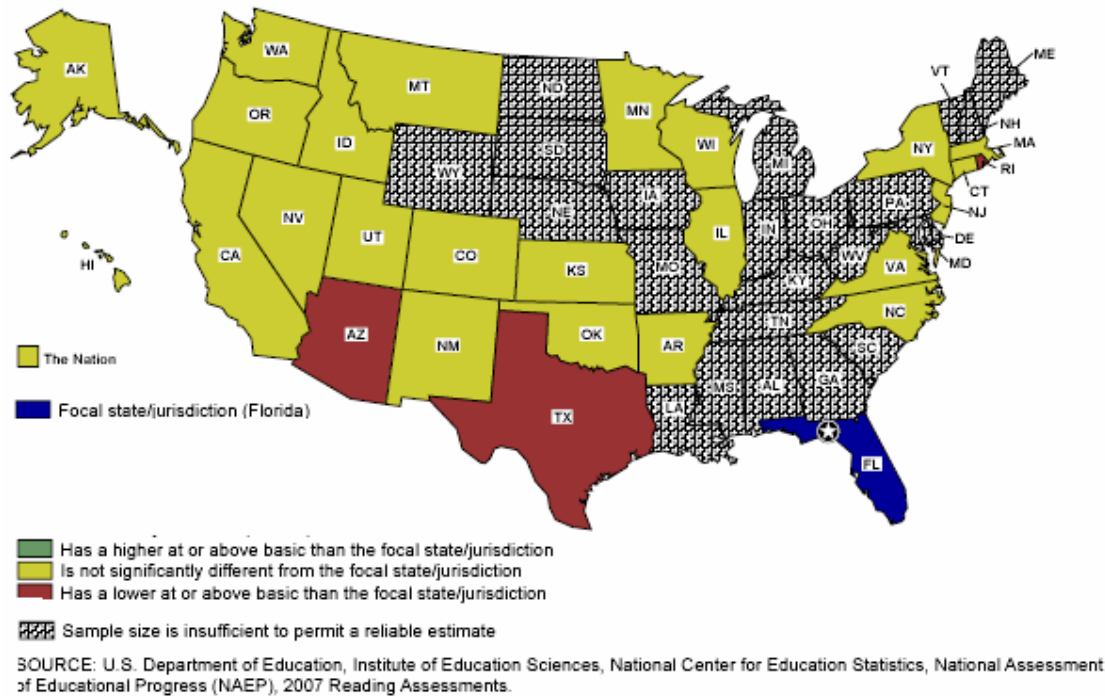 AK
WA
MT
ND
MN
VT
ME
OR
ID
SD
WI
MI
NY
NH
MA
RI
WY
IA
PA
CT
NJ
NE
NV
UT
CO
CA
IL
IN
OH
DE
MD
WV
VA
HI
KS
MO
KY
NC
TN
AZ
NM
OK
AR
SC
MS
AL
GA
TX
LA
FL
The Nation
Focal state/jurisdiction (Florida)
Has a higher at or above basic than the focal state/jurisdiction
Is not significantly different from the focal state/jurisdiction
Has a lower at or above basic than the focal state/jurisdiction
Sample size is insufficient to permit a reliable estimate
SOURCE: U.S. Department of Education, Institute of Education Sciences, National Center for Education Statistics, National Assessment
of Educational Progress (NAEP), 2007 Reading Assessments.